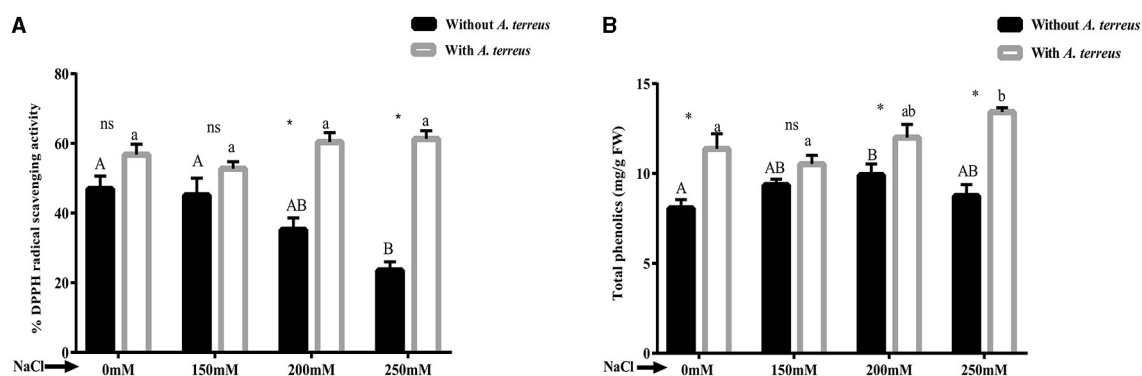 A
Without A. terreus
With A. terreus
% DPPH radical scavenging activity
80
60
40
20
0
ns
ns
*
*
A
a
A
a
AB
a
B
a
NaCl
0mM
150mM
200mM
250mM
B
Without A. terreus
With A. terreus
Total phenolics (mg/g FW)
15
10
5
0
*
ns
*
*
A
a
AB
a
B
ab
AB
b
NaCl
0mM
150mM
200mM
250mM